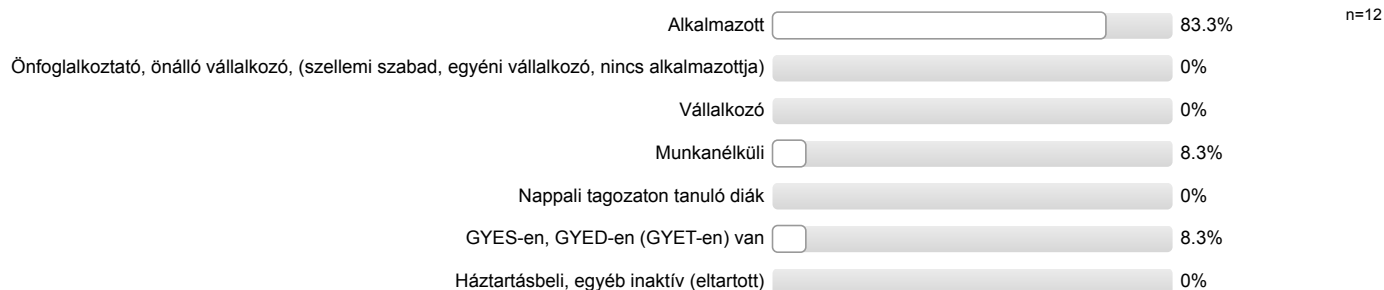 Alkalmazott 83.3% n=12
Önfoglalkoztató, önálló vállalkozó, (szellemi szabad, egyéni vállalkozó, nincs alkalmazottja) 0%
Vállalkozó 0%
Munkanélküli 8.3%
Nappali tagozaton tanuló diák 0%
GYES-en, GYED-en (GYET-en) van 8.3%
Háztartásbeli, egyéb inaktív (eltartott) 0%